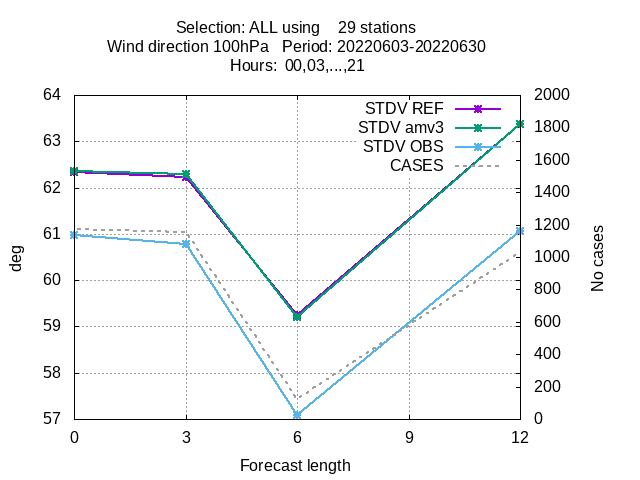 Selection: ALL using    29 stations
Wind direction 100hPa   Period: 20220603-20220630
Hours:  00,03,...,21
STDV REF
STDV amv3
STDV OBS
CASES
64
63
62
61
60
59
58
57
2000
1800
1600
1400
1200
1000
800
600
400
200
0
deg
No cases
0 3 6 9 12
Forecast length